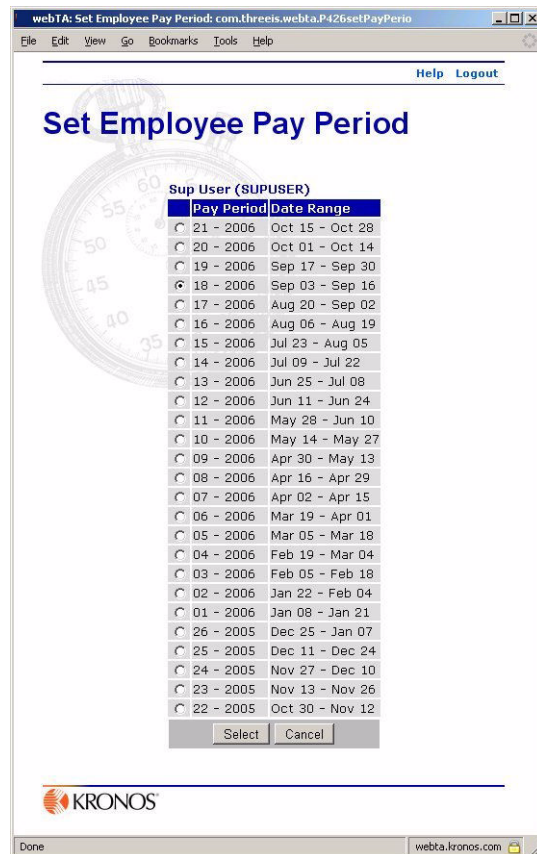 webTA: Set Employee Pay Period: com.threeis.webta.P426setPayPerio
File Edit View Go Bookmarks Tools Help
Help Logout
Set Employee Pay Period
60
55
50
45
40
35
Sup User (SUPUSER)
Pay Period Date Range
21 - 2006 Oct 15 - Oct 28
20 - 2006 Oct 01 - Oct 14
19 - 2006 Sep 17 - Sep 30
18 - 2006 Sep 03 - Sep 16
17 - 2006 Aug 20 - Sep 02
16 - 2006 Aug 06 - Aug 19
15 - 2006 Jul 23 - Aug 05
14 - 2006 Jul 09 - Jul 22
13 - 2006 Jun 25 - Jul 08
12 - 2006 Jun 11 - Jun 24
11 - 2006 May 28 - Jun 10
10 - 2006 May 14 - May 27
09 - 2006 Apr 30 - May 13
08 - 2006 Apr 16 - Apr 29
07 - 2006 Apr 02 - Apr 15
06 - 2006 Mar 19 - Apr 01
05 - 2006 Mar 05 - Mar 18
04 - 2006 Feb 19 - Mar 04
03 - 2006 Feb 05 - Feb 18
02 - 2006 Jan 22 - Feb 04
01 - 2006 Jan 08 - Jan 21
26 - 2005 Dec 25 - Jan 07
25 - 2005 Dec 11 - Dec 24
24 - 2005 Nov 27 - Dec 10
23 - 2005 Nov 13 - Nov 26
22 - 2005 Oct 30 - Nov 12
Select Cancel
KRONOS
Done webta.kronos.com